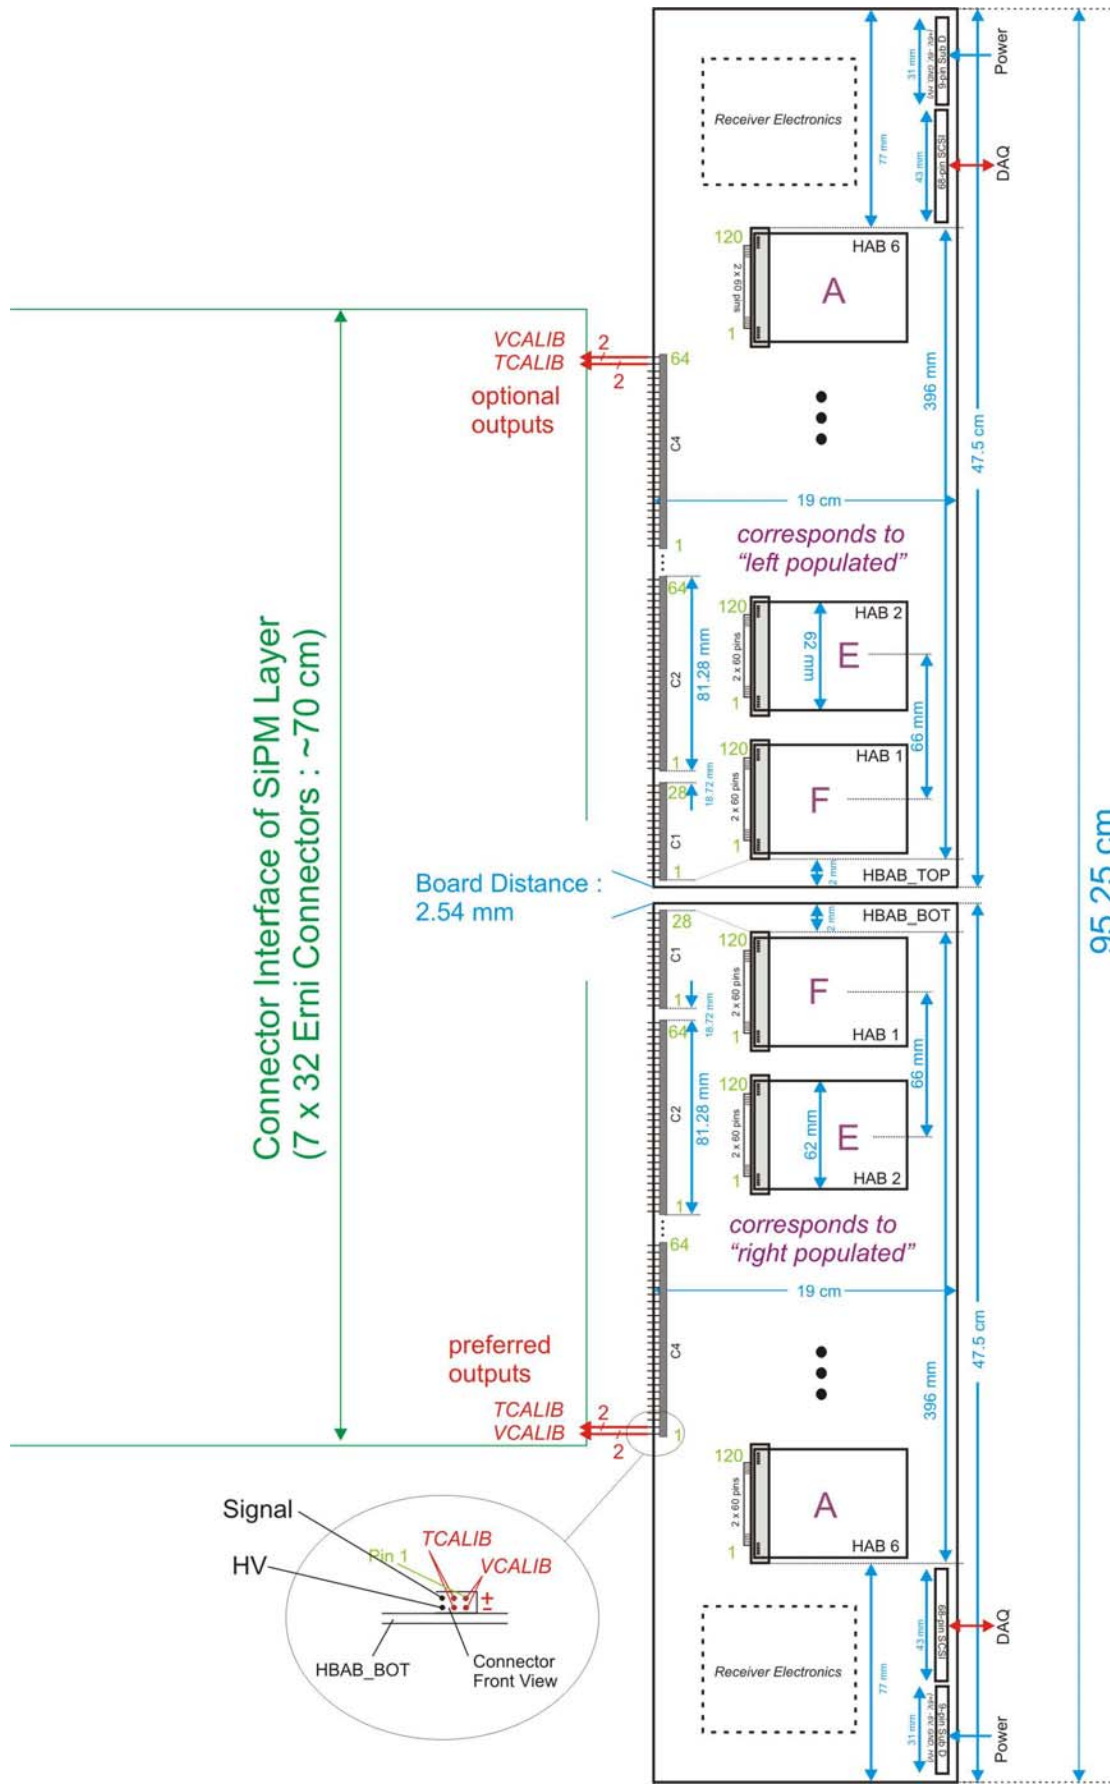 9-pin Sub D
Power
31 mm
Receiver Electronics
77 mm
43 mm
68-pin SCSI
DAQ
120
HAB 6
2 x 60 pins
A
1
VCALIB
2
TCALIB
2
optional
outputs
64
C4
1
396 mm
47.5 cm
19 cm
corresponds to
“left populated”
64
C2
81.28 mm
1
120
HAB 2
2 x 60 pins
62 mm
E
1
66 mm
28
18.72 mm
C1
1
120
HAB 1
2 x 60 pins
F
1
2 mm
HBAB_TOP
Connector Interface of SiPM Layer
(7 x 32 Erni Connectors : ~70 cm)
Board Distance :
2.54 mm
95.25 cm
HBAB_BOT
2 mm
28
C1
1
18.72 mm
120
2 x 60 pins
F
1
HAB 1
66 mm
64
C2
81.28 mm
1
120
2 x 60 pins
62 mm
E
1
HAB 2
corresponds to
“right populated”
64
C4
1
19 cm
47.5 cm
396 mm
preferred
outputs
TCALIB
2
VCALIB
2
120
2 x 60 pins
A
1
HAB 6
Signal
HV
TCALIB
Pin 1
VCALIB
+
-
HBAB_BOT
Connector
Front View
43 mm
68-pin SCSI
DAQ
Receiver Electronics
77 mm
31 mm
9-pin Sub D
Power